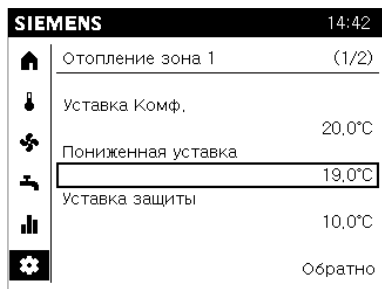 SIEMENS 14:42
Отопление зона 1 (1/2)
Уставка Комф.
20,0°C
Пониженная уставка
19,0°C
Уставка защиты
10,0°C
Обратно